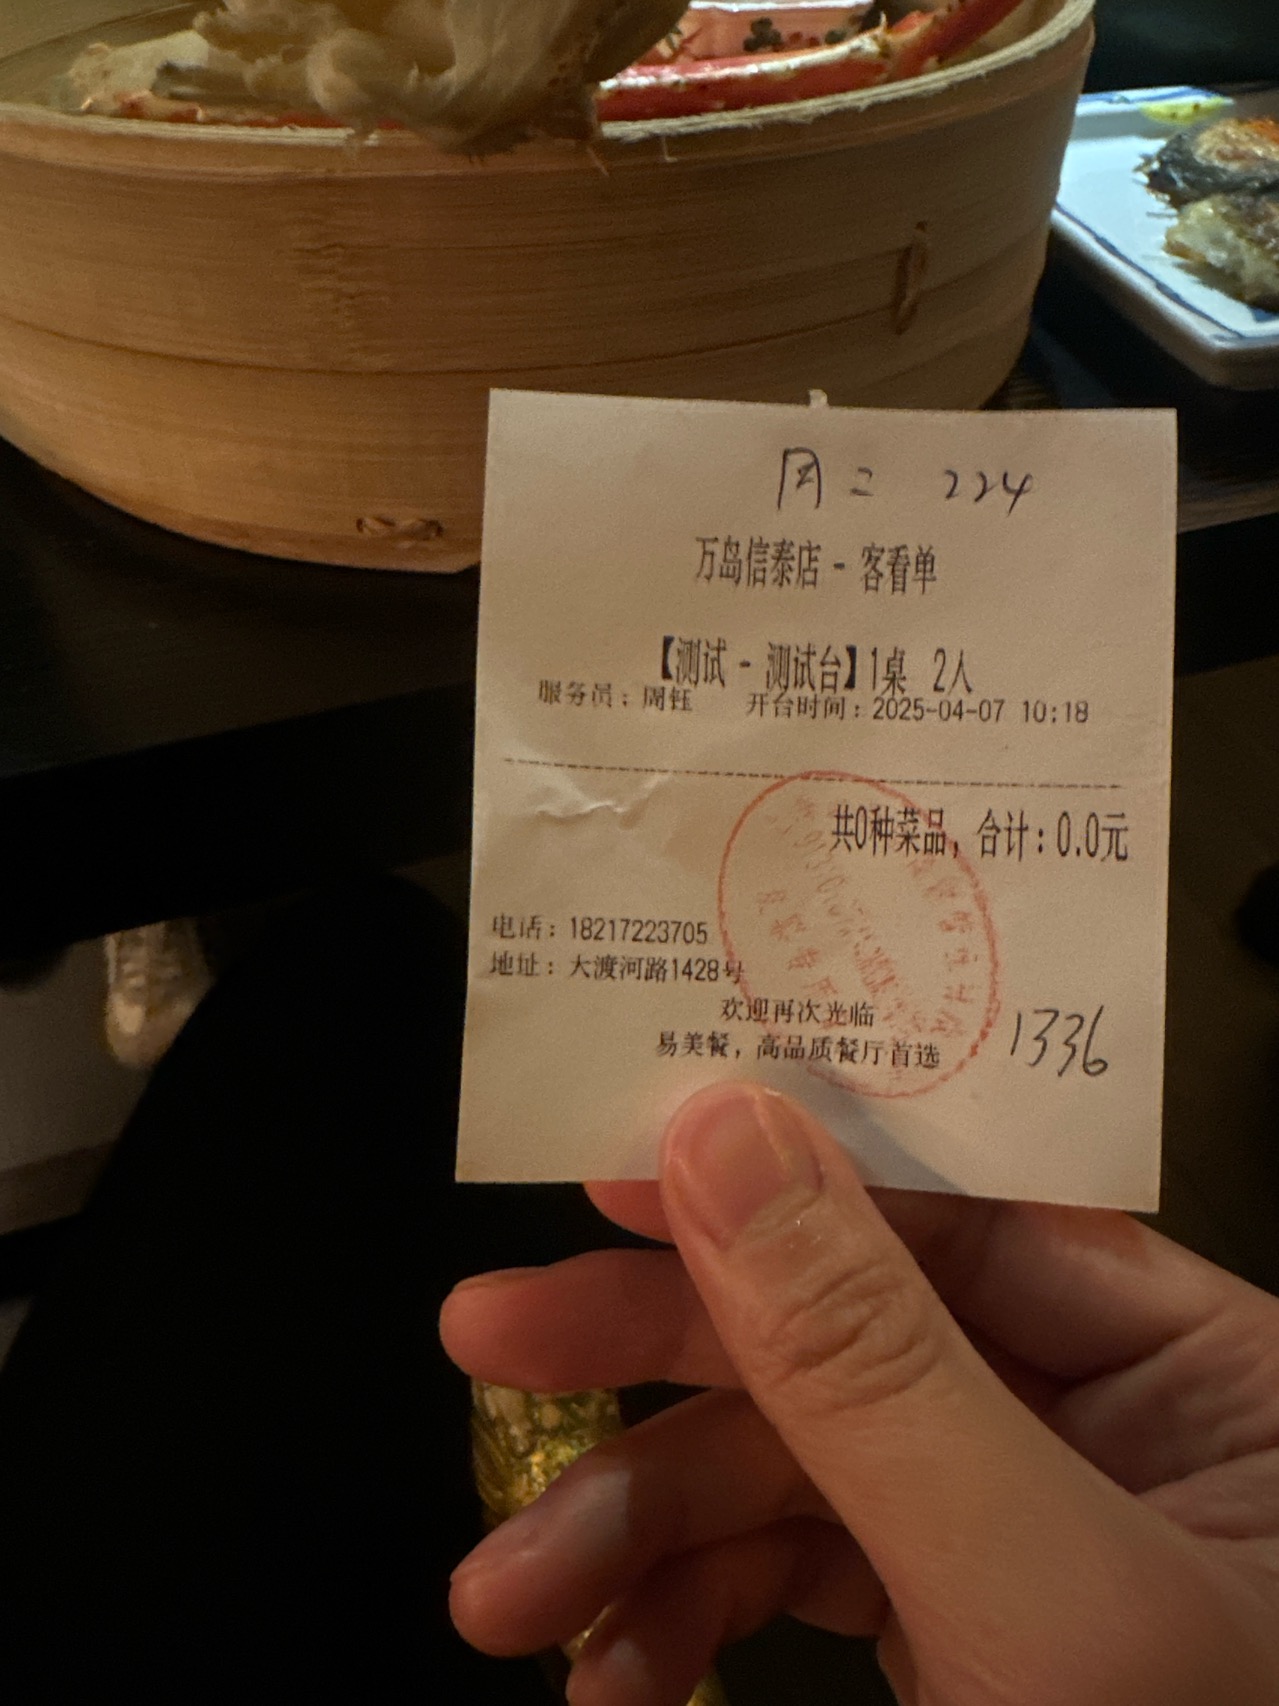 周二 224
万岛信泰店 - 客看单
【测试 - 测试台】1桌 2人
服务员：周钰 开台时间：2025-04-07 10:18
共0种菜品，合计：0.0元
电话：18217223705
地址：大渡河路1428号
欢迎再次光临
易美餐，高品质餐厅首选
1336